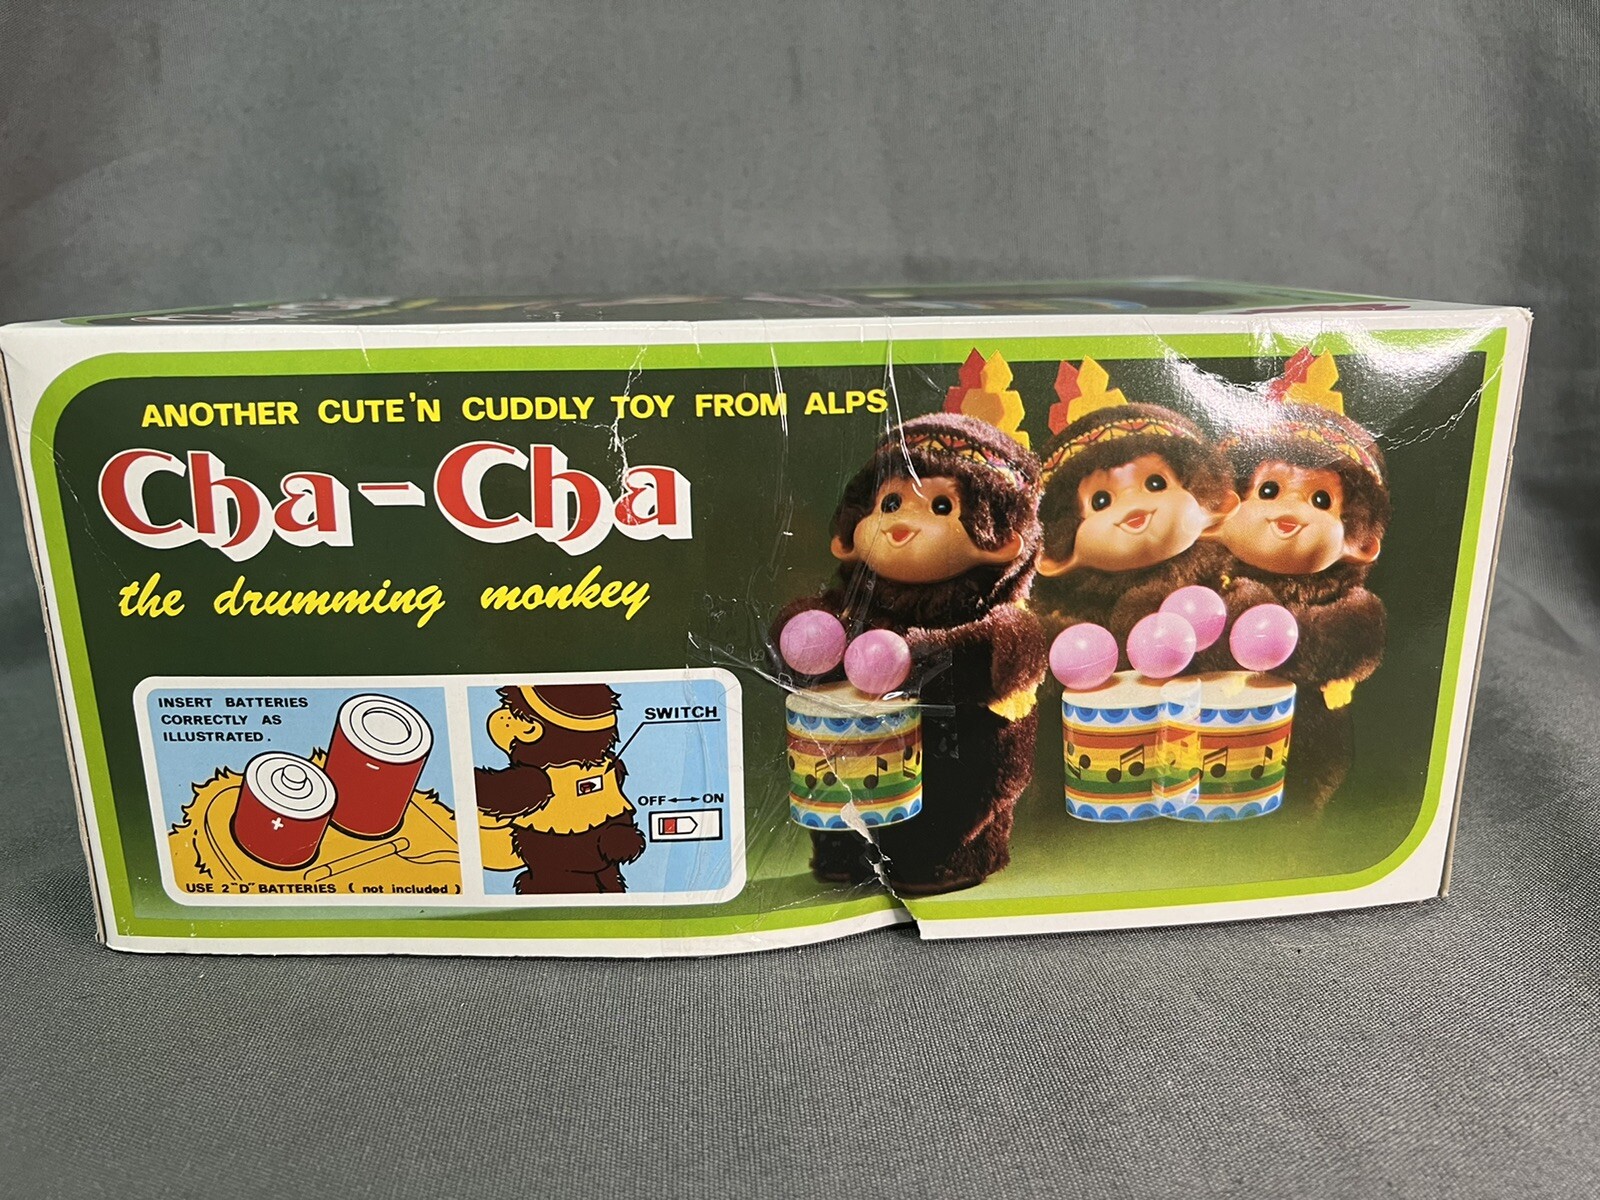 ANOTHER CUTE'N CUDDLY TOY FROM ALPS
Cha-Cha
the drumming monkey
INSERT BATTERIES
CORRECTLY AS
ILLUSTRATED.
+
-
USE 2 "D" BATTERIES ( not included )
SWITCH
OFF ↔ ON